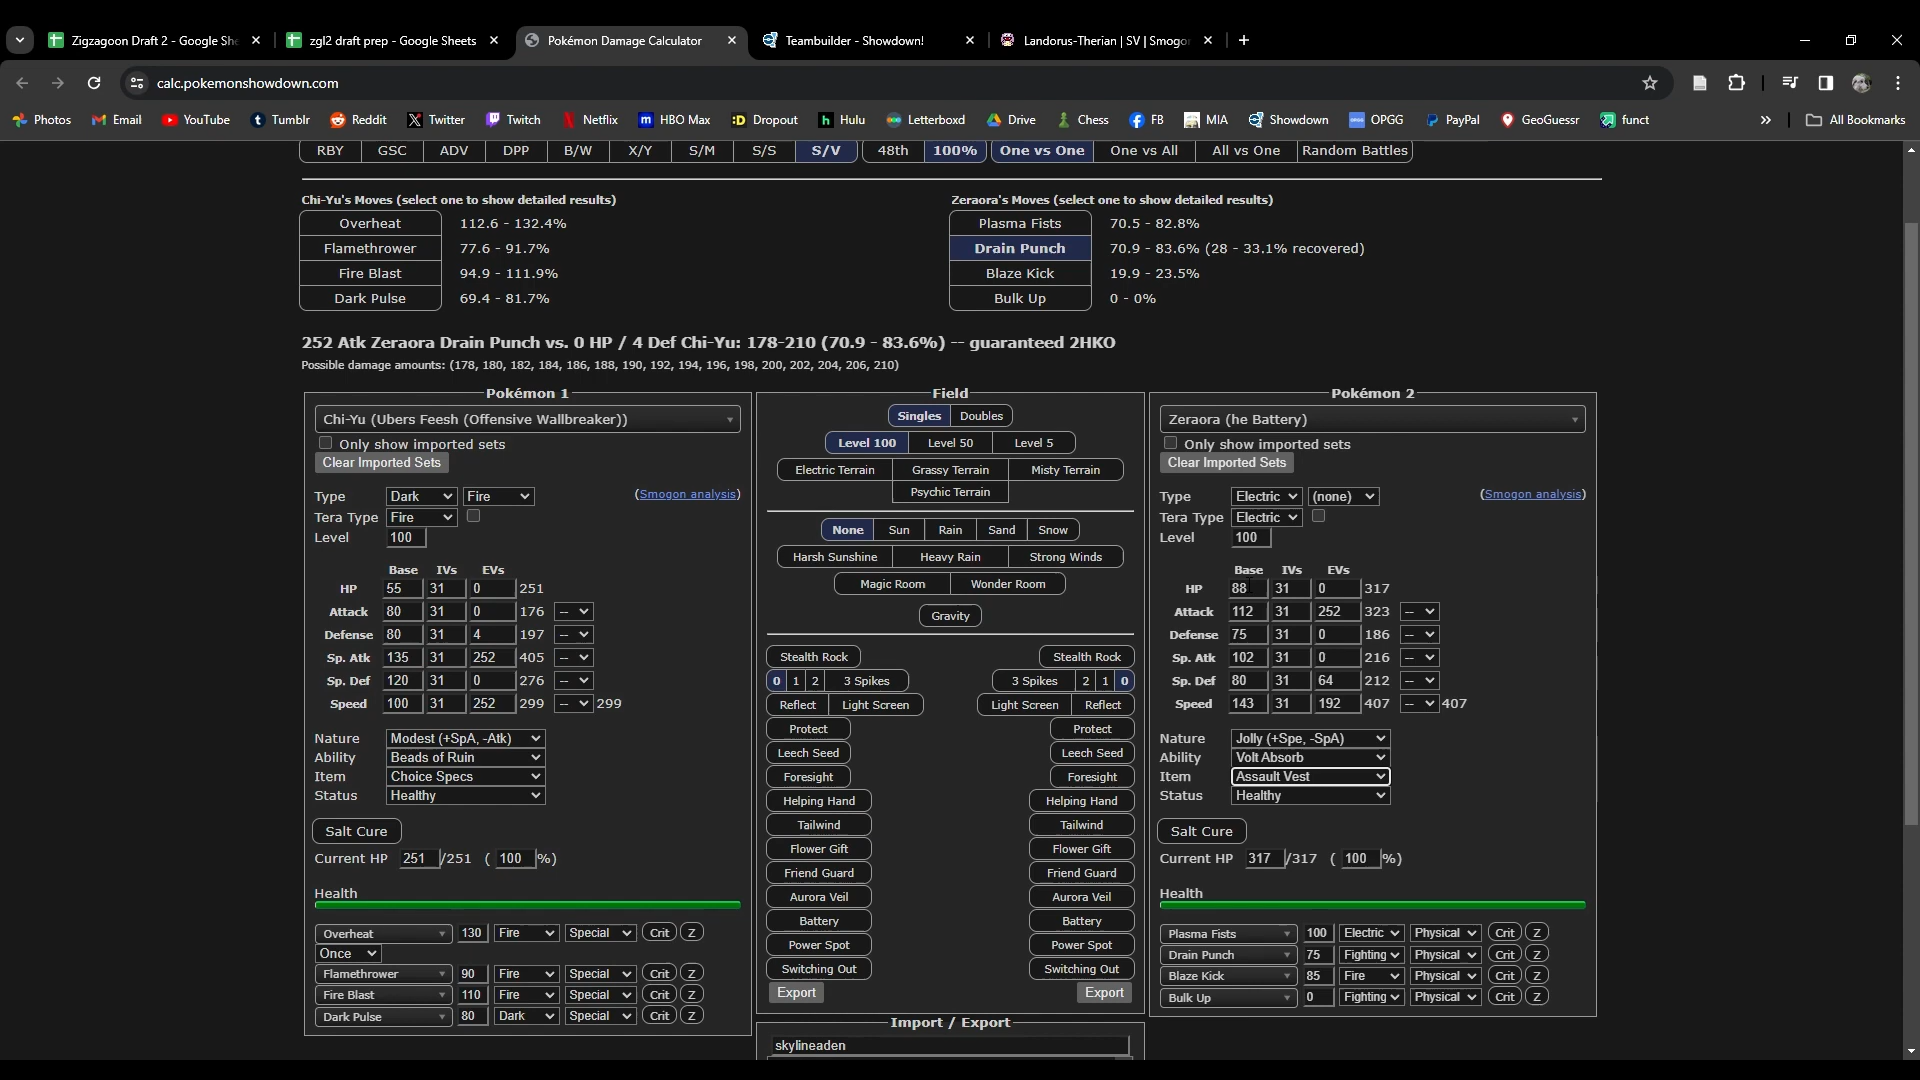 Zigzagoon Draft 2 - Google She
zgl2 draft prep - Google Sheets
Pokémon Damage Calculator
Teambuilder - Showdown!
Landorus-Therian | SV | Smogon
calc.pokemonshowdown.com
Photos Email YouTube Tumblr Reddit Twitter Twitch Netflix HBO Max Dropout Hulu Letterboxd Drive Chess FB MIA Showdown OPGG PayPal GeoGuessr funct » All Bookmarks
RBY GSC ADV DPP B/W X/Y S/M S/S S/V 48th 100% One vs One One vs All All vs One Random Battles
Chi-Yu's Moves (select one to show detailed results)
Overheat 112.6 - 132.4%
Flamethrower 77.6 - 91.7%
Fire Blast 94.9 - 111.9%
Dark Pulse 69.4 - 81.7%
Zeraora's Moves (select one to show detailed results)
Plasma Fists 70.5 - 82.8%
Drain Punch 70.9 - 83.6% (28 - 33.1% recovered)
Blaze Kick 19.9 - 23.5%
Bulk Up 0 - 0%
252 Atk Zeraora Drain Punch vs. 0 HP / 4 Def Chi-Yu: 178-210 (70.9 - 83.6%) -- guaranteed 2HKO
Possible damage amounts: (178, 180, 182, 184, 186, 188, 190, 192, 194, 196, 198, 200, 202, 204, 206, 210)
Pokémon 1
Chi-Yu (Ubers Feesh (Offensive Wallbreaker))
Only show imported sets
Clear Imported Sets
Type Dark Fire (Smogon analysis)
Tera Type Fire
Level 100
Base IVs EVs
HP 55 31 0 251
Attack 80 31 0 176 --
Defense 80 31 4 197 --
Sp. Atk 135 31 252 405 --
Sp. Def 120 31 0 276 --
Speed 100 31 252 299 -- 299
Nature Modest (+SpA, -Atk)
Ability Beads of Ruin
Item Choice Specs
Status Healthy
Salt Cure
Current HP 251 /251 ( 100 %)
Health
Overheat 130 Fire Special Crit Z
Once
Flamethrower 90 Fire Special Crit Z
Fire Blast 110 Fire Special Crit Z
Dark Pulse 80 Dark Special Crit Z
Field
Singles Doubles
Level 100 Level 50 Level 5
Electric Terrain Grassy Terrain Misty Terrain
Psychic Terrain
None Sun Rain Sand Snow
Harsh Sunshine Heavy Rain Strong Winds
Magic Room Wonder Room
Gravity
Stealth Rock Stealth Rock
0 1 2 3 Spikes 3 Spikes 2 1 0
Reflect Light Screen Light Screen Reflect
Protect Protect
Leech Seed Leech Seed
Foresight Foresight
Helping Hand Helping Hand
Tailwind Tailwind
Flower Gift Flower Gift
Friend Guard Friend Guard
Aurora Veil Aurora Veil
Battery Battery
Power Spot Power Spot
Switching Out Switching Out
Export Export
Import / Export
skylineaden
Pokémon 2
Zeraora (he Battery)
Only show imported sets
Clear Imported Sets
Type Electric (none) (Smogon analysis)
Tera Type Electric
Level 100
Base IVs EVs
HP 88 31 0 317
Attack 112 31 252 323 --
Defense 75 31 0 186 --
Sp. Atk 102 31 0 216 --
Sp. Def 80 31 64 212 --
Speed 143 31 192 407 -- 407
Nature Jolly (+Spe, -SpA)
Ability Volt Absorb
Item Assault Vest
Status Healthy
Salt Cure
Current HP 317 /317 ( 100 %)
Health
Plasma Fists 100 Electric Physical Crit Z
Drain Punch 75 Fighting Physical Crit Z
Blaze Kick 85 Fire Physical Crit Z
Bulk Up 0 Fighting Physical Crit Z